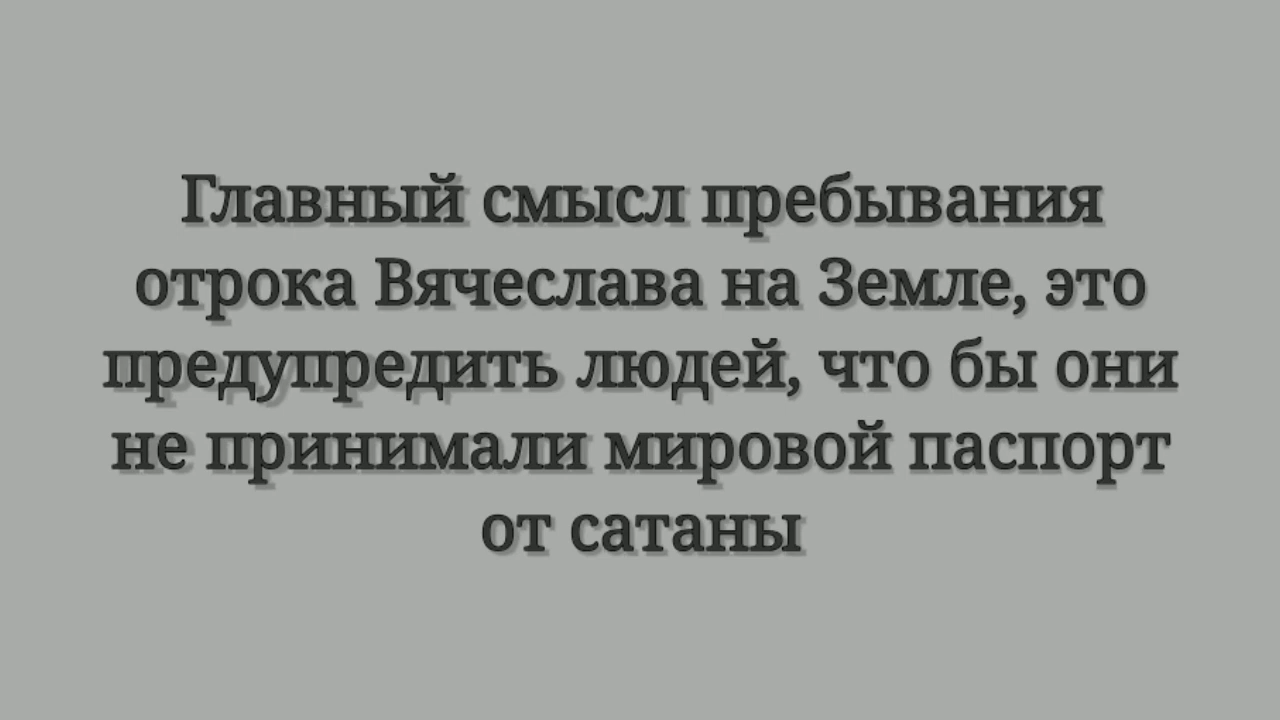 Главный смысл пребывания
отрока Вячеслава на Земле, это
предупредить людей, что бы они
не принимали мировой паспорт
от сатаны